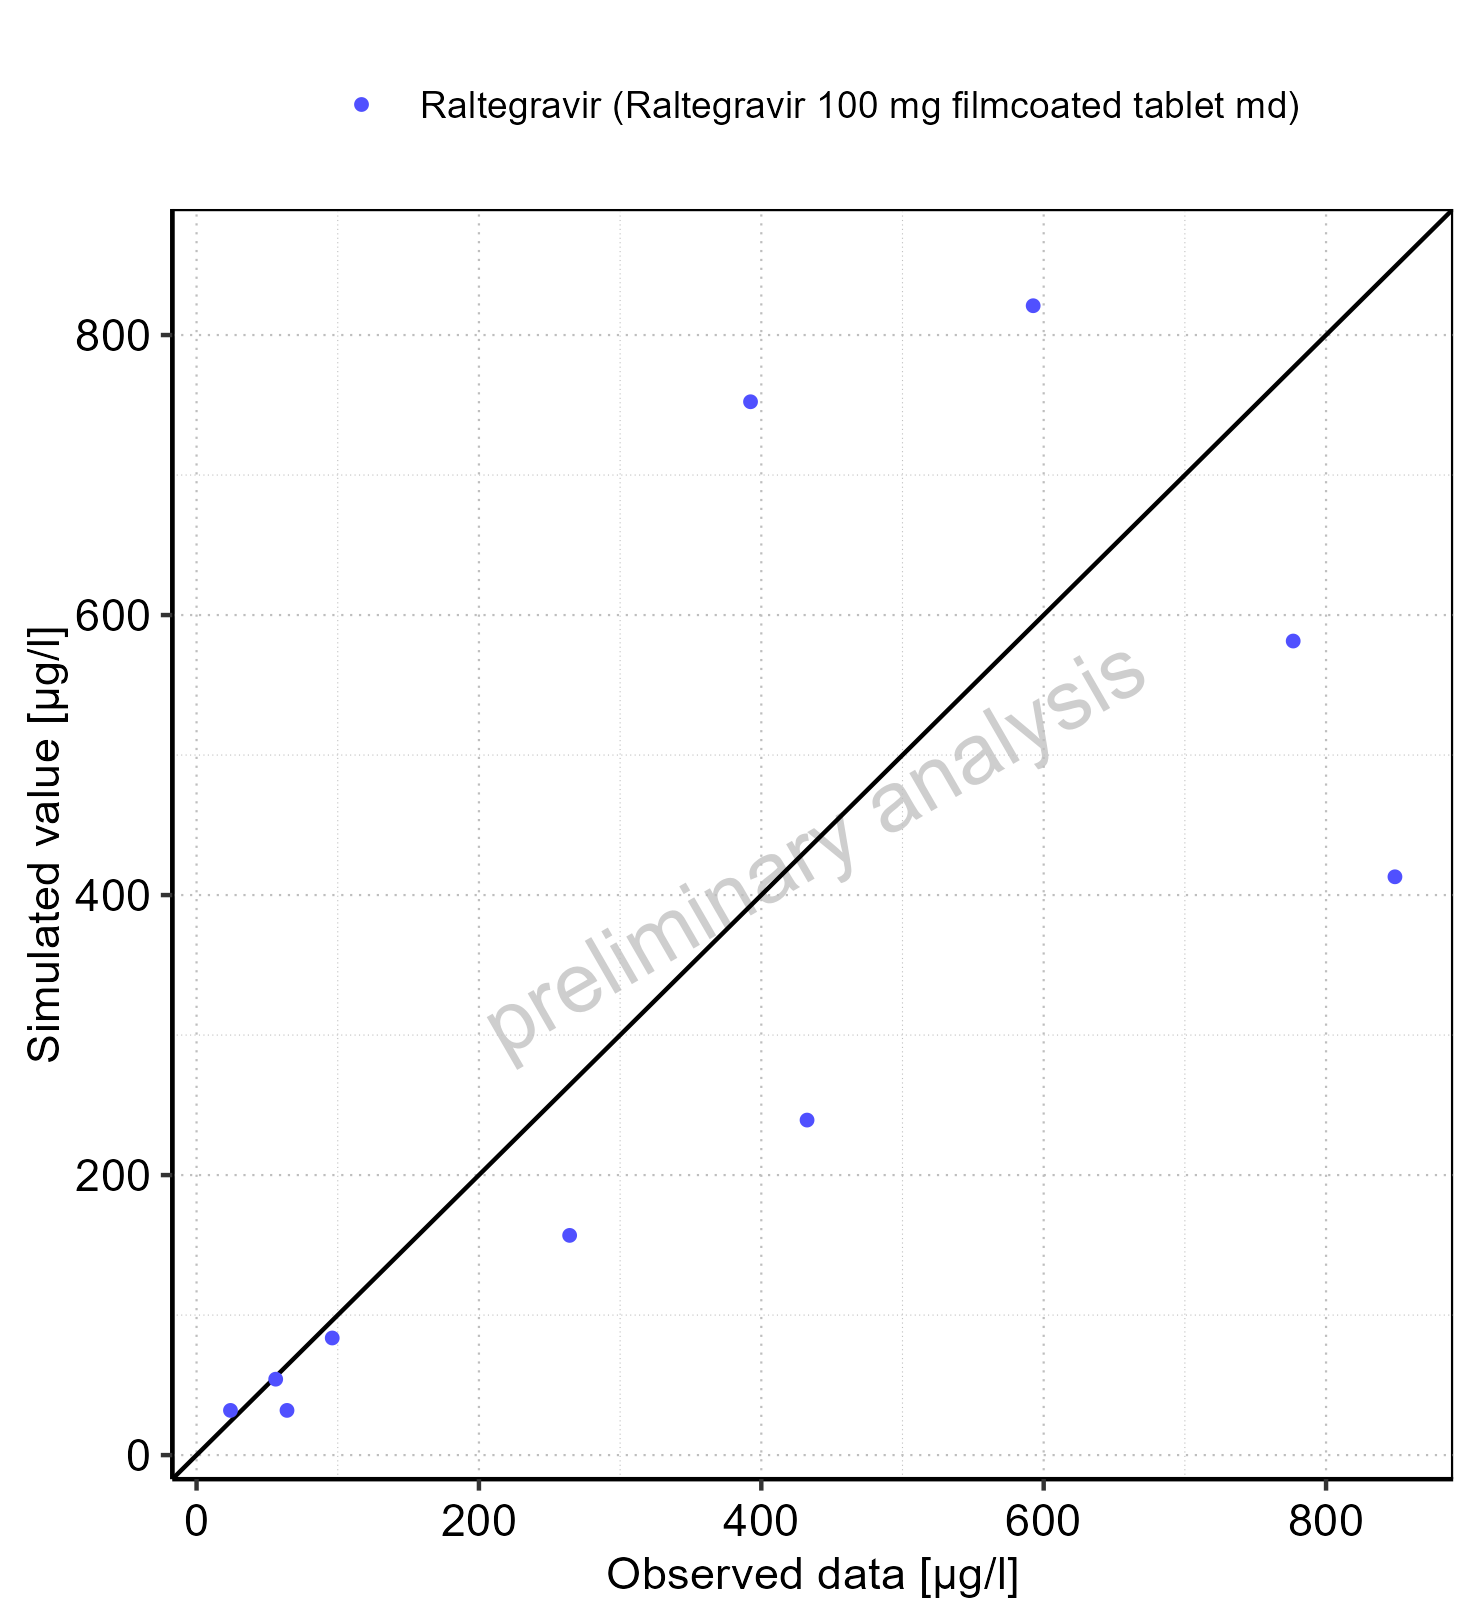 Raltegravir (Raltegravir 100 mg filmcoated tablet md)
800
600
400
200
0
Simulated value [µg/l]
preliminary analysis
0 200 400 600 800
Observed data [µg/l]